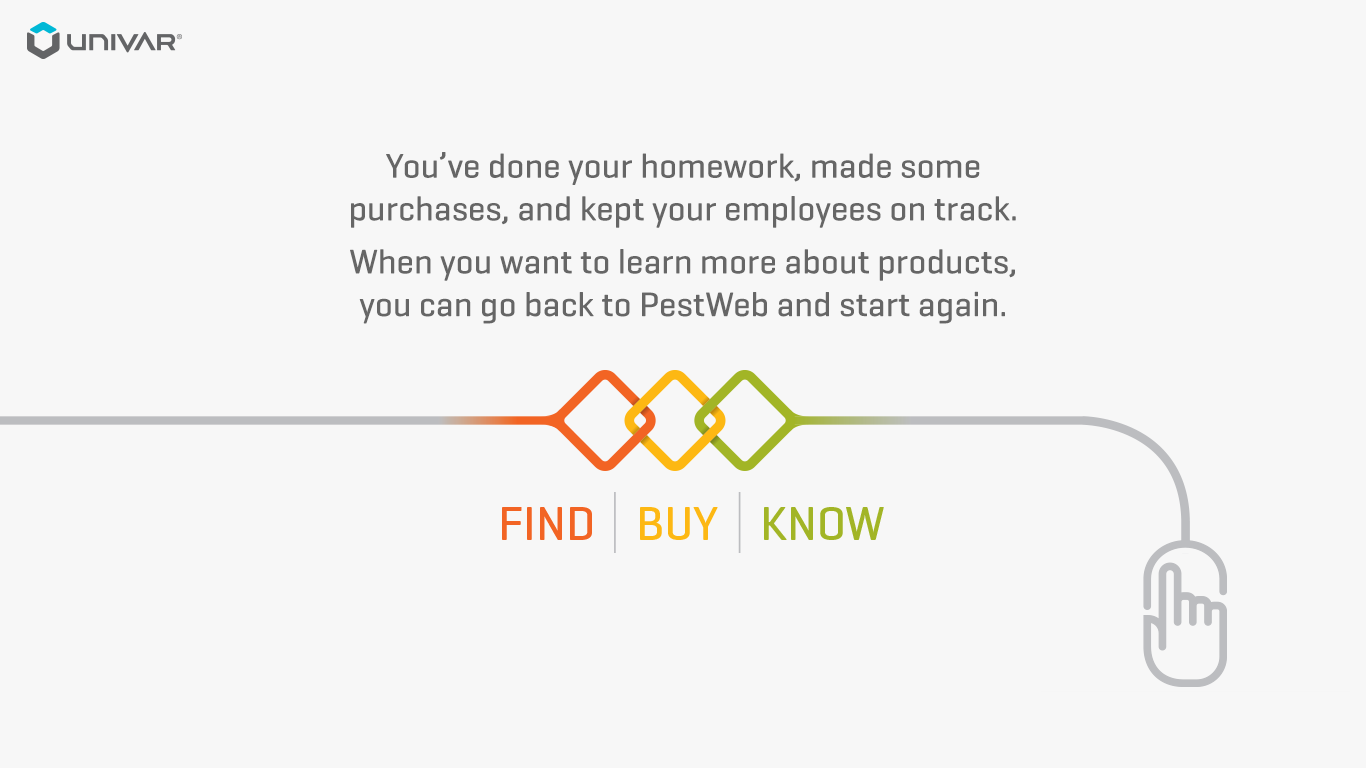 UNIVAR®
You’ve done your homework, made some
purchases, and kept your employees on track.
When you want to learn more about products,
you can go back to PestWeb and start again.
FIND | BUY | KNOW